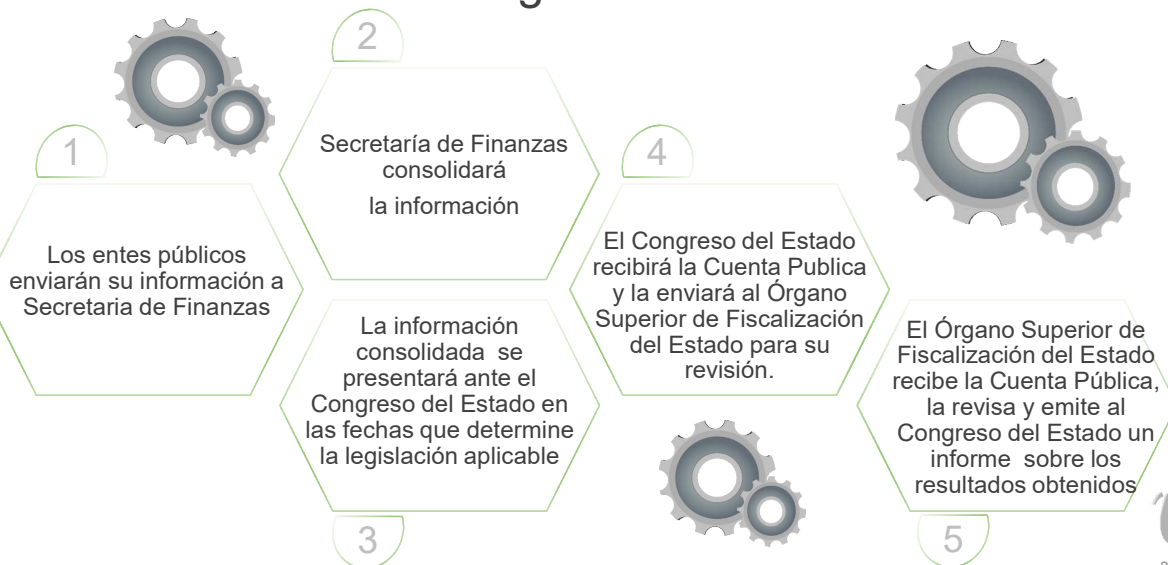 1
Los entes públicos
enviarán su información a
Secretaria de Finanzas
2
Secretaría de Finanzas
consolidará
la información
La información
consolidada se
presentará ante el
Congreso del Estado en
las fechas que determine
la legislación aplicable
3
4
El Congreso del Estado
recibirá la Cuenta Publica
y la enviará al Órgano
Superior de Fiscalización
del Estado para su
revisión.
El Órgano Superior de
Fiscalización del Estado
recibe la Cuenta Pública,
la revisa y emite al
Congreso del Estado un
informe sobre los
resultados obtenidos
5